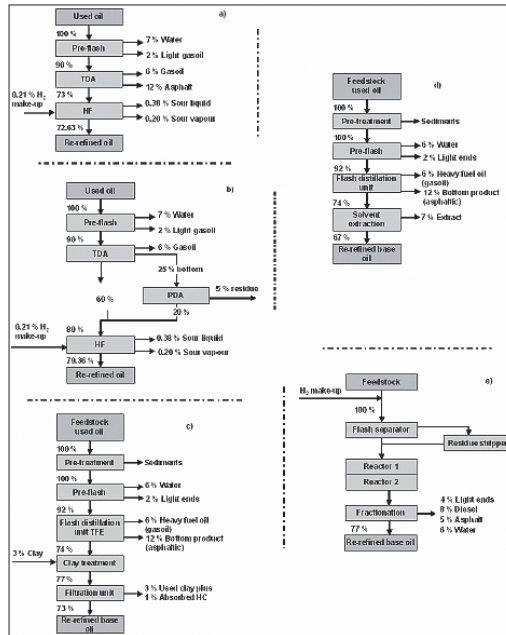 a)
Used oil
100 %
Pre-flash
7 % Water
2 % Light gasoil
90 %
TDA
6 % Gasoil
12 % Asphalt
73 %
0.21 % H2
make-up
HF
0.38 % Sour liquid
0.20 % Sour vapour
72.63 %
Re-refined oil
b)
Used oil
100 %
Pre-flash
7 % Water
2 % Light gasoil
90 %
TDA
6 % Gasoil
25 % bottom
60 %
PDA
5 % residue
20 %
0.21 % H2
make-up
80 %
HF
0.38 % Sour liquid
0.20 % Sour vapour
79.36 %
Re-refined oil
c)
Feedstock
used oil
100 %
Pre-treatment
Sediments
100 %
Pre-flash
6 % Water
2 % Light ends
92 %
Flash distillation
unit TFE
6 % Heavy fuel oil
(gasoil)
12 % Bottom product
(asphaltic)
74 %
3 % Clay
Clay treatment
77 %
Filtration unit
3 % Used clay plus
1 % Absorbed HC
73 %
Re-refined base
oil
d)
Feedstock
used oil
100 %
Pre-treatment
Sediments
100 %
Pre-flash
6 % Water
2 % Light ends
92 %
Flash distillation
unit
6 % Heavy fuel oil
(gasoil)
12 % Bottom product
(asphaltic)
74 %
Solvent
extraction
7 % Extract
67 %
Re-refined base
oil
e)
Feedstock
H2 make-up
100 %
Flash separator
Residue stripper
Reactor 1
Reactor 2
Fractionation
4 % Light ends
8 % Diesel
5 % Asphalt
6 % Water
77 %
Re-refined base oil